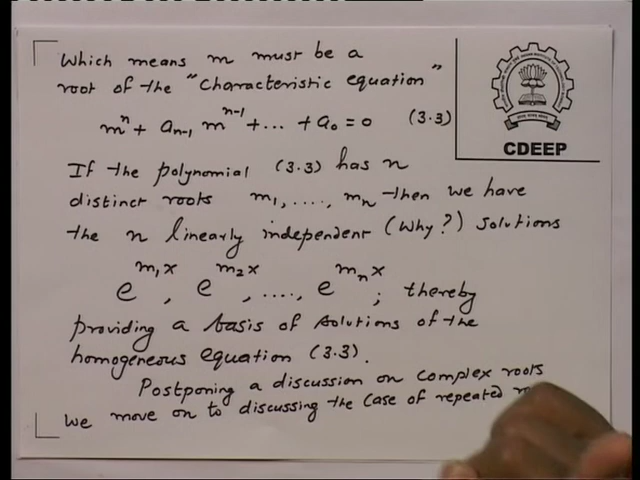 Which means m must be a
root of the "Characteristic equation"
m^n + a_{n-1} m^{n-1} + ... + a_0 = 0 (3.3)
CDEEP
If the polynomial (3.3) has n
distinct roots m_1, ...., m_n then we have
the n linearly independent (Why?) solutions
e^{m_1 x}, e^{m_2 x}, ...., e^{m_n x}; thereby
providing a basis of solutions of the
homogeneous equation (3.3).
Postponing a discussion on complex roots
we move on to discussing the case of repeated